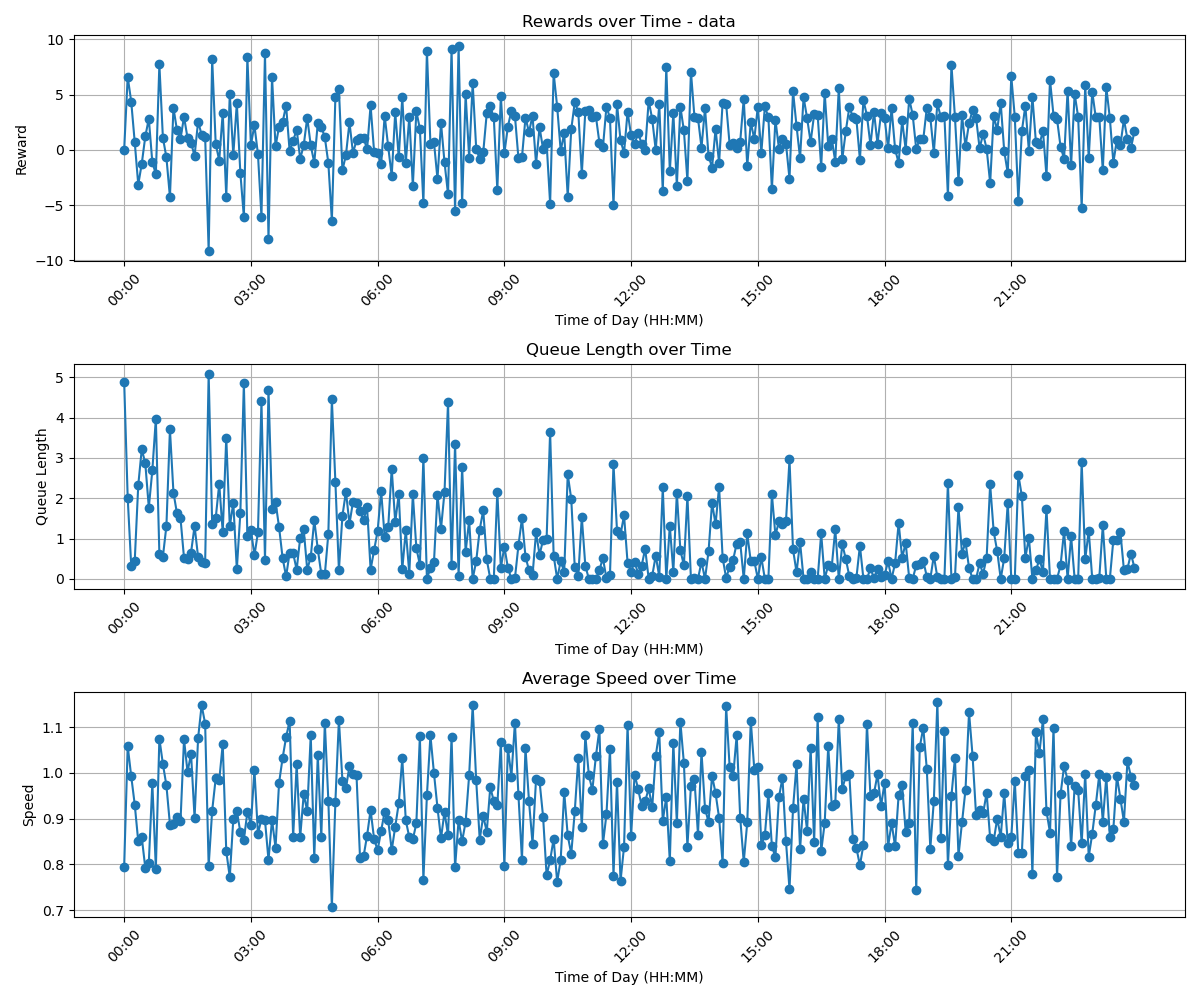 Rewards over Time - data
10
5
0
−5
−10
Reward
00:00 03:00 06:00 09:00 12:00 15:00 18:00 21:00
Time of Day (HH:MM)
Queue Length over Time
5
4
3
2
1
0
Queue Length
00:00 03:00 06:00 09:00 12:00 15:00 18:00 21:00
Time of Day (HH:MM)
Average Speed over Time
1.1
1.0
0.9
0.8
0.7
Speed
00:00 03:00 06:00 09:00 12:00 15:00 18:00 21:00
Time of Day (HH:MM)